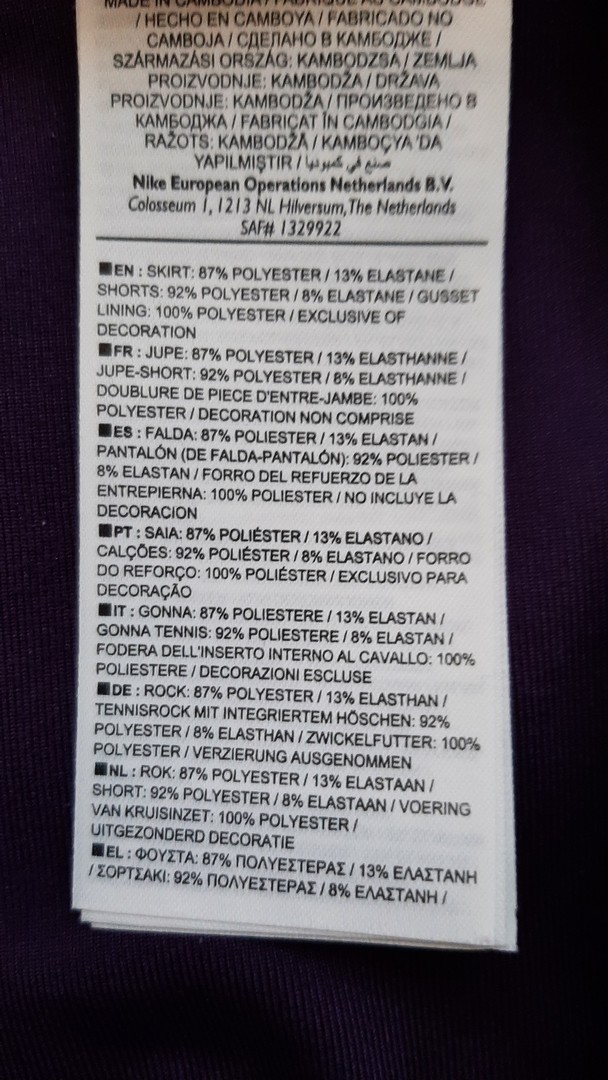 MADE IN CAMBODIA / FABRIQUÉ AU CAMBODGE
/ HECHO EN CAMBOYA / FABRICADO NO
CAMBOJA / СДЕЛАНО В КАМБОДЖЕ /
SZÁRMAZÁSI ORSZÁG: KAMBODZSA / ZEMLJA
PROIZVODNJE: KAMBODŽA / DRŽAVA
PROIZVODNJE: KAMBODŽA / ПРОИЗВЕДЕНО В
КАМБОДЖА / FABRICAT ÎN CAMBODGIA /
RAŽOTS: KAMBODŽĀ / KAMBOÇYA 'DA
YAPILMIŞTIR / صنع في كمبوديا
Nike European Operations Netherlands B.V.
Colosseum 1, 1213 NL Hilversum, The Netherlands
SAF# 1329922
EN : SKIRT: 87% POLYESTER / 13% ELASTANE /
SHORTS: 92% POLYESTER / 8% ELASTANE / GUSSET
LINING: 100% POLYESTER / EXCLUSIVE OF
DECORATION
FR : JUPE: 87% POLYESTER / 13% ELASTHANNE /
JUPE-SHORT: 92% POLYESTER / 8% ELASTHANNE /
DOUBLURE DE PIECE D'ENTRE-JAMBE: 100%
POLYESTER / DECORATION NON COMPRISE
ES : FALDA: 87% POLIESTER / 13% ELASTAN /
PANTALÓN (DE FALDA-PANTALÓN): 92% POLIESTER /
8% ELASTAN / FORRO DEL REFUERZO DE LA
ENTREPIERNA: 100% POLIESTER / NO INCLUYE LA
DECORACION
PT : SAIA: 87% POLIÉSTER / 13% ELASTANO /
CALÇÕES: 92% POLIÉSTER / 8% ELASTANO / FORRO
DO REFORÇO: 100% POLIÉSTER / EXCLUSIVO PARA
DECORAÇÃO
IT : GONNA: 87% POLIESTERE / 13% ELASTAN /
GONNA TENNIS: 92% POLIESTERE / 8% ELASTAN /
FODERA DELL'INSERTO INTERNO AL CAVALLO: 100%
POLIESTERE / DECORAZIONI ESCLUSE
DE : ROCK: 87% POLYESTER / 13% ELASTHAN /
TENNISROCK MIT INTEGRIERTEM HÖSCHEN: 92%
POLYESTER / 8% ELASTHAN / ZWICKELFUTTER: 100%
POLYESTER / VERZIERUNG AUSGENOMMEN
NL : ROK: 87% POLYESTER / 13% ELASTAAN /
SHORT: 92% POLYESTER / 8% ELASTAAN / VOERING
VAN KRUISINZET: 100% POLYESTER /
UITGEZONDERD DECORATIE
EL : ΦΟΥΣΤΑ: 87% ΠΟΛΥΕΣΤΕΡΑΣ / 13% ΕΛΑΣΤΑΝΗ
/ ΣΟΡΤΣΑΚΙ: 92% ΠΟΛΥΕΣΤΕΡΑΣ / 8% ΕΛΑΣΤΑΝΗ /